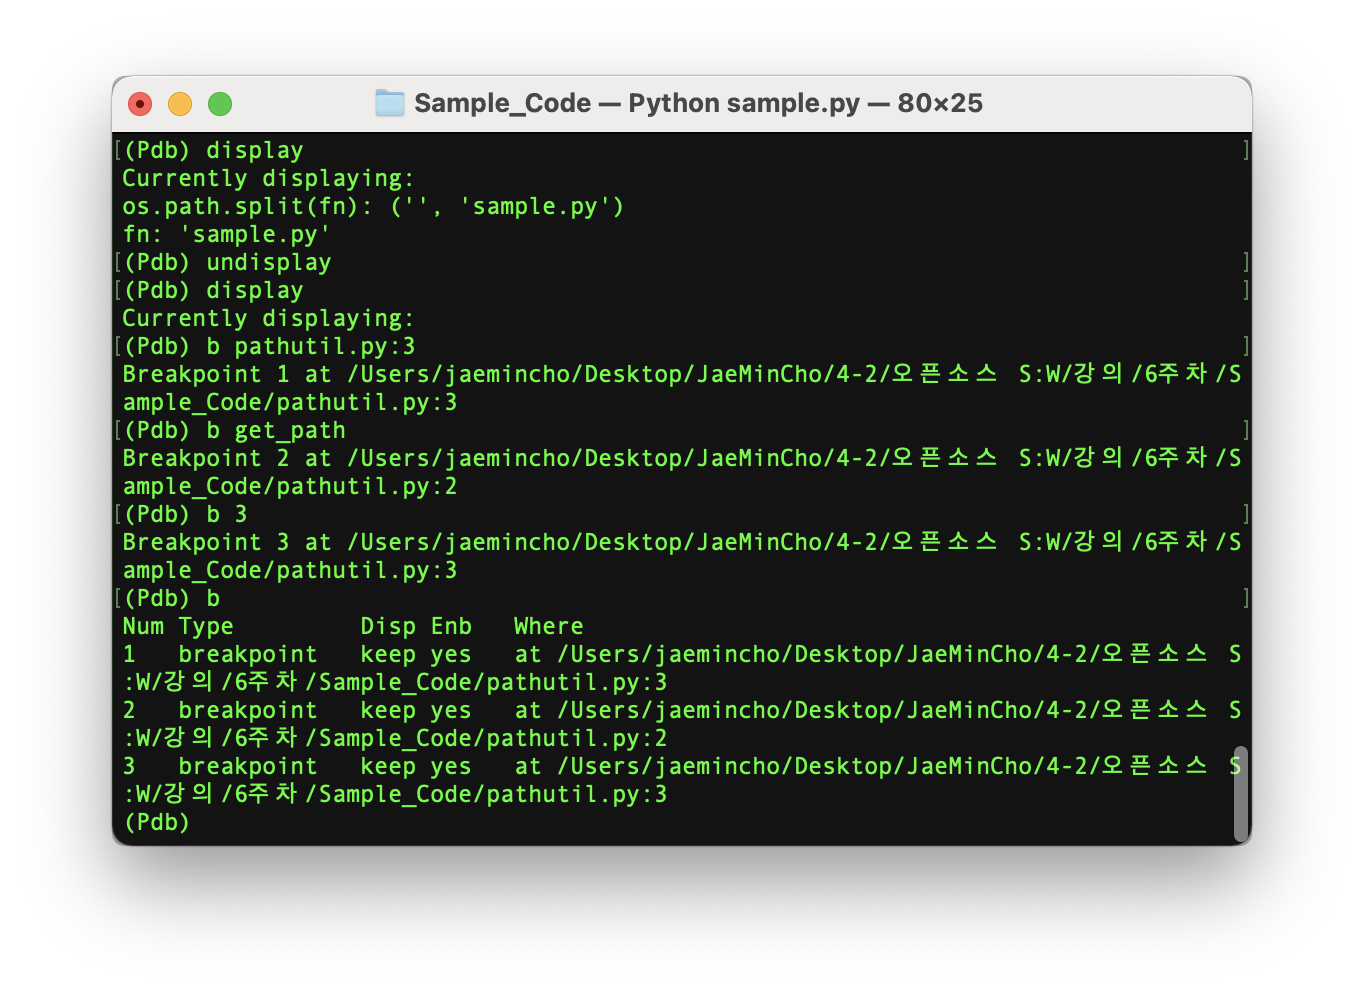 Sample_Code — Python sample.py — 80×25
[(Pdb) display ]
Currently displaying:
os.path.split(fn): ('', 'sample.py')
fn: 'sample.py'
[(Pdb) undisplay ]
[(Pdb) display ]
Currently displaying:
[(Pdb) b pathutil.py:3 ]
Breakpoint 1 at /Users/jaemincho/Desktop/JaeMinCho/4-2/오픈소스 S:W/강의/6주차/S
ample_Code/pathutil.py:3
[(Pdb) b get_path ]
Breakpoint 2 at /Users/jaemincho/Desktop/JaeMinCho/4-2/오픈소스 S:W/강의/6주차/S
ample_Code/pathutil.py:2
[(Pdb) b 3 ]
Breakpoint 3 at /Users/jaemincho/Desktop/JaeMinCho/4-2/오픈소스 S:W/강의/6주차/S
ample_Code/pathutil.py:3
[(Pdb) b ]
Num Type         Disp Enb   Where
1   breakpoint   keep yes   at /Users/jaemincho/Desktop/JaeMinCho/4-2/오픈소스 S
:W/강의/6주차/Sample_Code/pathutil.py:3
2   breakpoint   keep yes   at /Users/jaemincho/Desktop/JaeMinCho/4-2/오픈소스 S
:W/강의/6주차/Sample_Code/pathutil.py:2
3   breakpoint   keep yes   at /Users/jaemincho/Desktop/JaeMinCho/4-2/오픈소스 S
:W/강의/6주차/Sample_Code/pathutil.py:3
(Pdb)